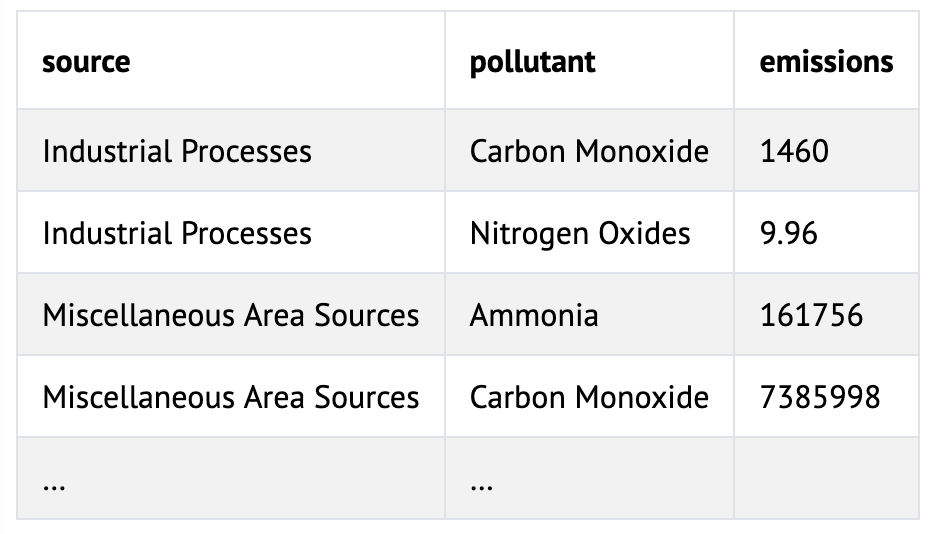 source pollutant emissions
Industrial Processes Carbon Monoxide 1460
Industrial Processes Nitrogen Oxides 9.96
Miscellaneous Area Sources Ammonia 161756
Miscellaneous Area Sources Carbon Monoxide 7385998
... ...